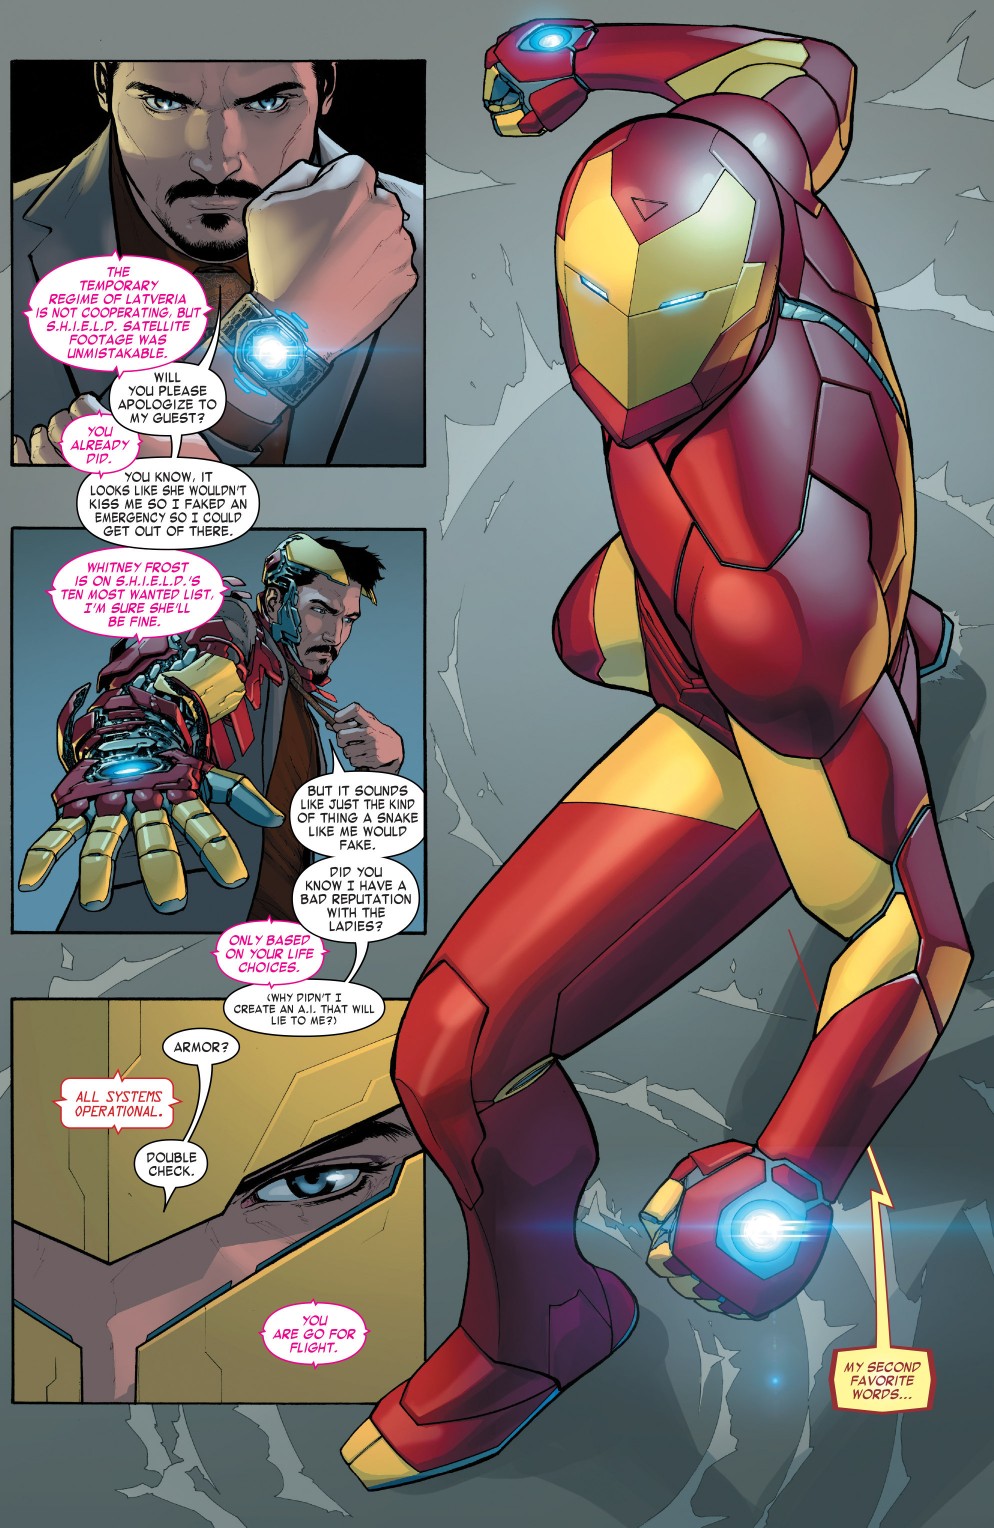 THE
TEMPORARY
REGIME OF LATVERIA
IS NOT COOPERATING, BUT
S.H.I.E.L.D. SATELLITE
FOOTAGE WAS
UNMISTAKABLE.
WILL
YOU PLEASE
APOLOGIZE TO
MY GUEST?
YOU
ALREADY
DID.
YOU KNOW, IT
LOOKS LIKE SHE WOULDN'T
KISS ME SO I FAKED AN
EMERGENCY SO I COULD
GET OUT OF THERE.
WHITNEY FROST
IS ON S.H.I.E.L.D.'S
TEN MOST WANTED LIST,
I'M SURE SHE'LL
BE FINE.
BUT IT SOUNDS
LIKE JUST THE KIND
OF THING A SNAKE
LIKE ME WOULD
FAKE.
DID YOU
KNOW I HAVE A
BAD REPUTATION
WITH THE
LADIES?
ONLY BASED
ON YOUR LIFE
CHOICES.
(WHY DIDN'T I
CREATE AN A.I. THAT WILL
LIE TO ME?)
ARMOR?
ALL SYSTEMS
OPERATIONAL.
DOUBLE
CHECK.
YOU
ARE GO FOR
FLIGHT.
MY SECOND
FAVORITE
WORDS...